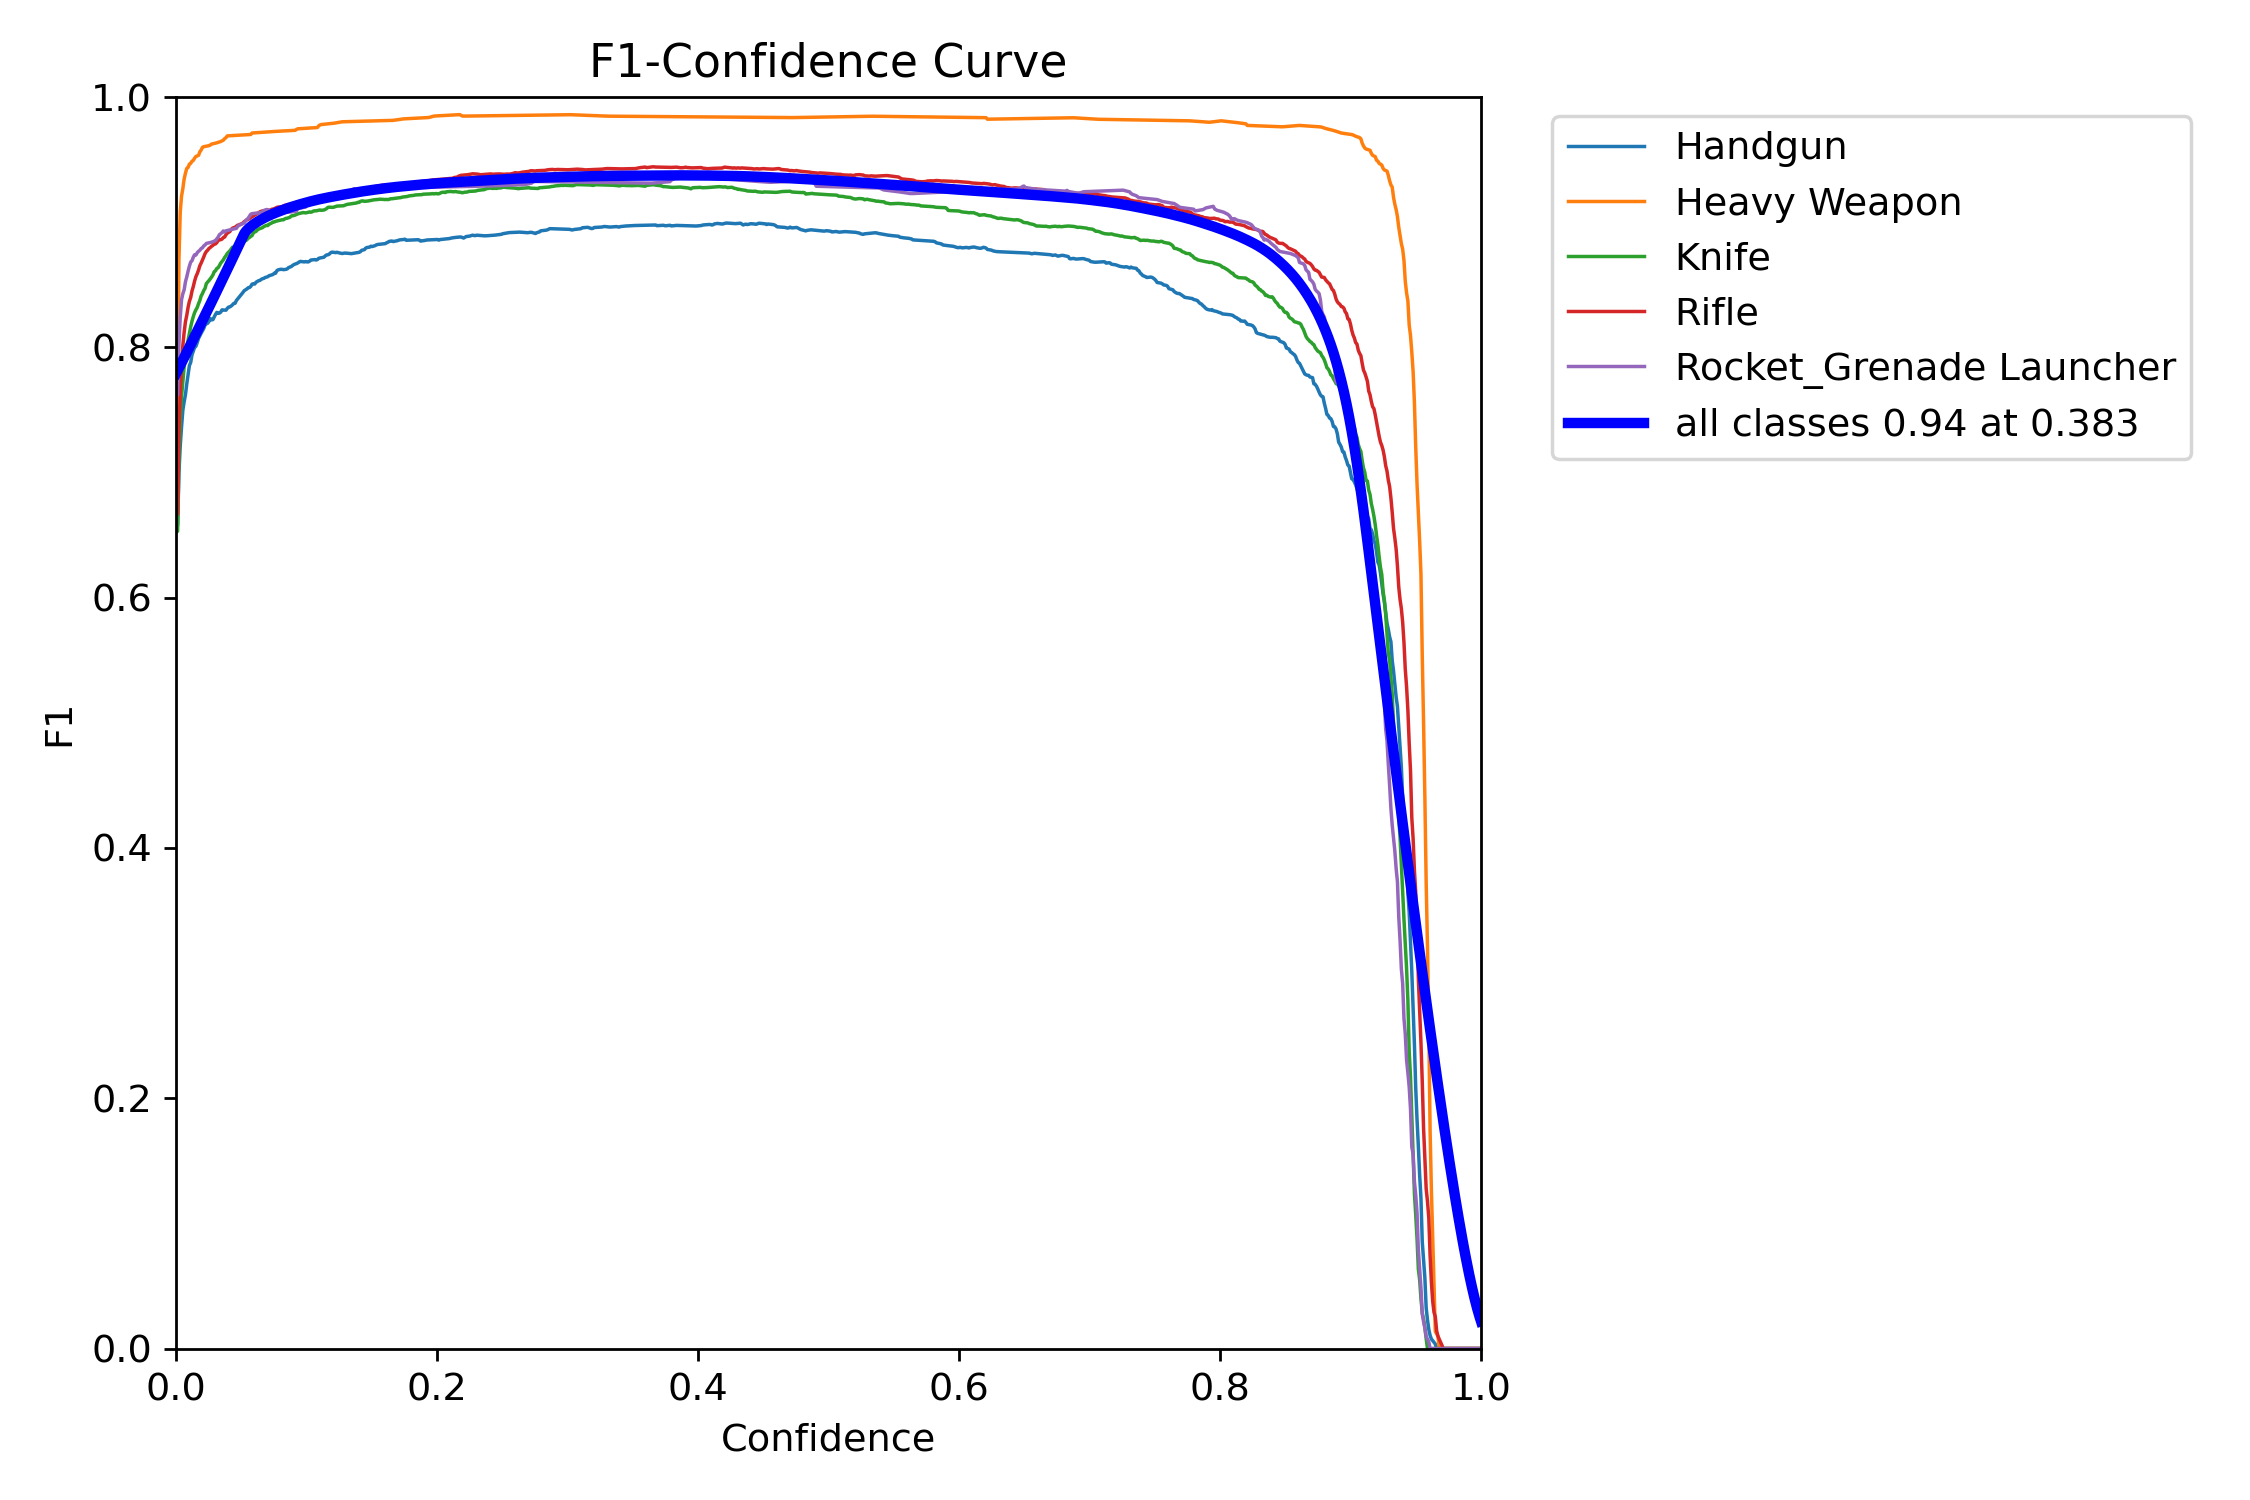 F1-Confidence Curve
1.0
0.8
0.6
0.4
0.2
0.0
F1
0.0 0.2 0.4 0.6 0.8 1.0
Confidence
Handgun
Heavy Weapon
Knife
Rifle
Rocket_Grenade Launcher
all classes 0.94 at 0.383